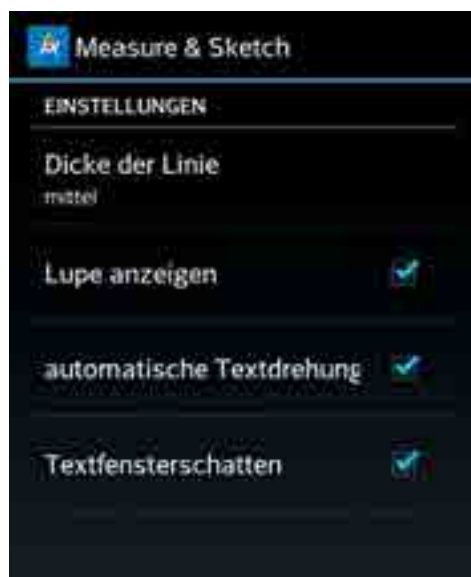 Measure & Sketch
EINSTELLUNGEN
Dicke der Linie
mittel
Lupe anzeigen
automatische Textdrehung
Textfensterschatten